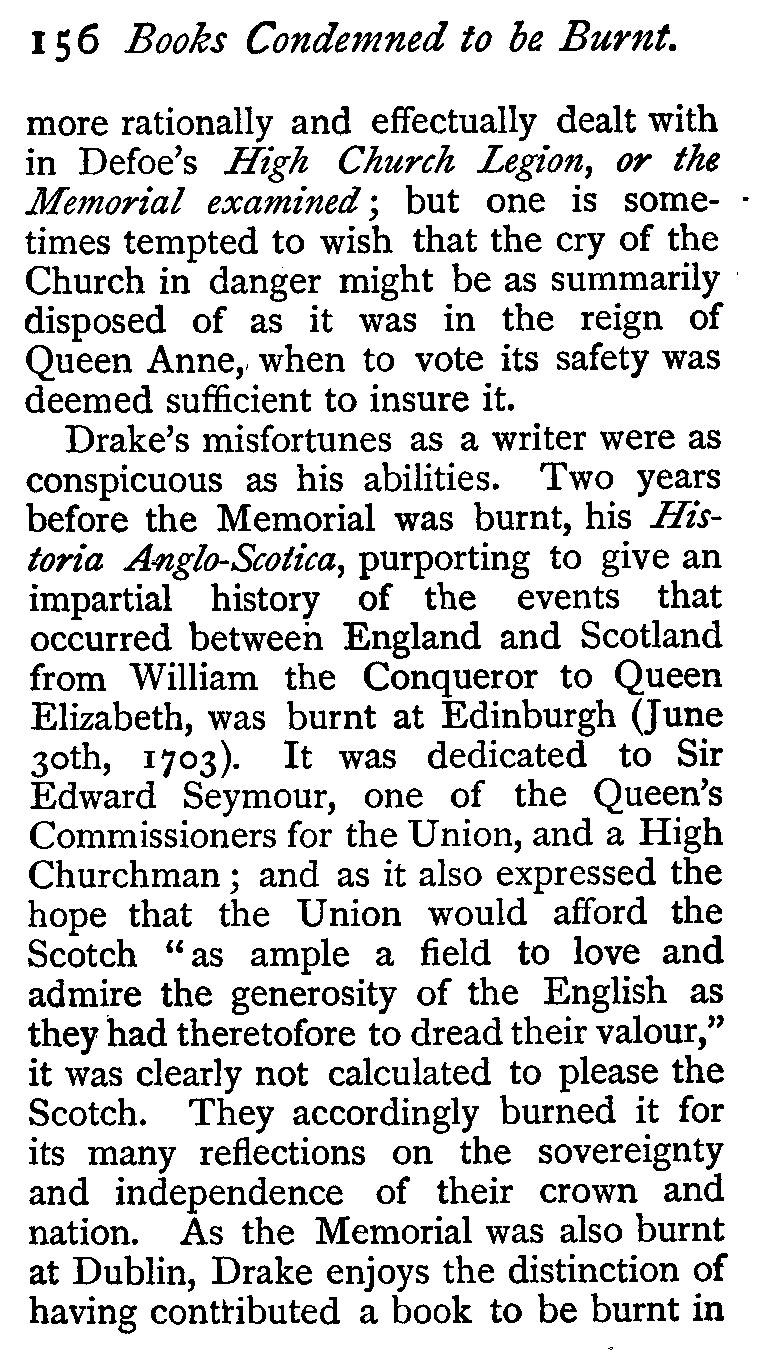 156 Books Condemned to be Burnt.
more rationally and effectually dealt with
in Defoe's High Church Legion, or the
Memorial examined; but one is some-
times tempted to wish that the cry of the
Church in danger might be as summarily
disposed of as it was in the reign of
Queen Anne, when to vote its safety was
deemed sufficient to insure it.
Drake's misfortunes as a writer were as
conspicuous as his abilities. Two years
before the Memorial was burnt, his His-
toria Anglo-Scotica, purporting to give an
impartial history of the events that
occurred between England and Scotland
from William the Conqueror to Queen
Elizabeth, was burnt at Edinburgh (June
30th, 1703). It was dedicated to Sir
Edward Seymour, one of the Queen's
Commissioners for the Union, and a High
Churchman; and as it also expressed the
hope that the Union would afford the
Scotch "as ample a field to love and
admire the generosity of the English as
they had theretofore to dread their valour,"
it was clearly not calculated to please the
Scotch. They accordingly burned it for
its many reflections on the sovereignty
and independence of their crown and
nation. As the Memorial was also burnt
at Dublin, Drake enjoys the distinction of
having contributed a book to be burnt in